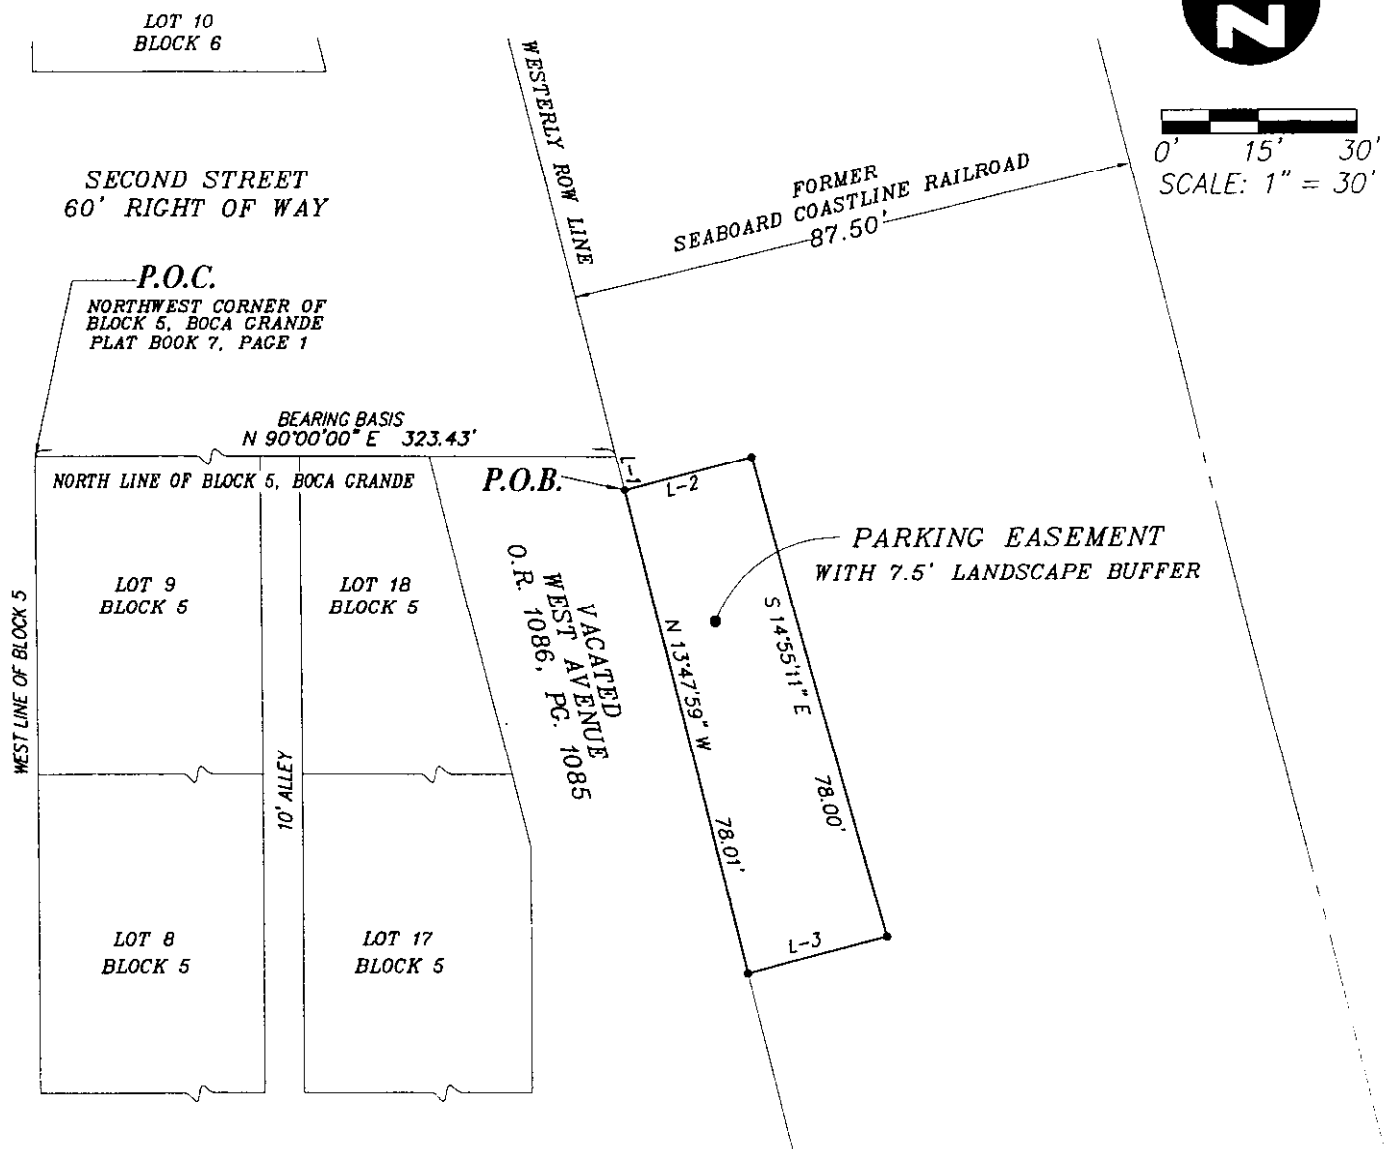 LOT 10
BLOCK 6
N
0' 15' 30'
SCALE: 1" = 30'
WESTERLY ROW LINE
FORMER
SEABOARD COASTLINE RAILROAD
87.50'
SECOND STREET
60' RIGHT OF WAY
P.O.C.
NORTHWEST CORNER OF
BLOCK 5, BOCA GRANDE
PLAT BOOK 7, PAGE 1
BEARING BASIS
N 90°00'00" E 323.43'
NORTH LINE OF BLOCK 5, BOCA GRANDE
P.O.B.
L-1
L-2
PARKING EASEMENT
WITH 7.5' LANDSCAPE BUFFER
LOT 9
BLOCK 5
LOT 18
BLOCK 5
VACATED
WEST AVENUE
O.R. 1086, PG. 1085
N 13°47'59" W
78.01'
S 14°55'11" E
78.00'
WEST LINE OF BLOCK 5
10' ALLEY
LOT 8
BLOCK 5
LOT 17
BLOCK 5
L-3